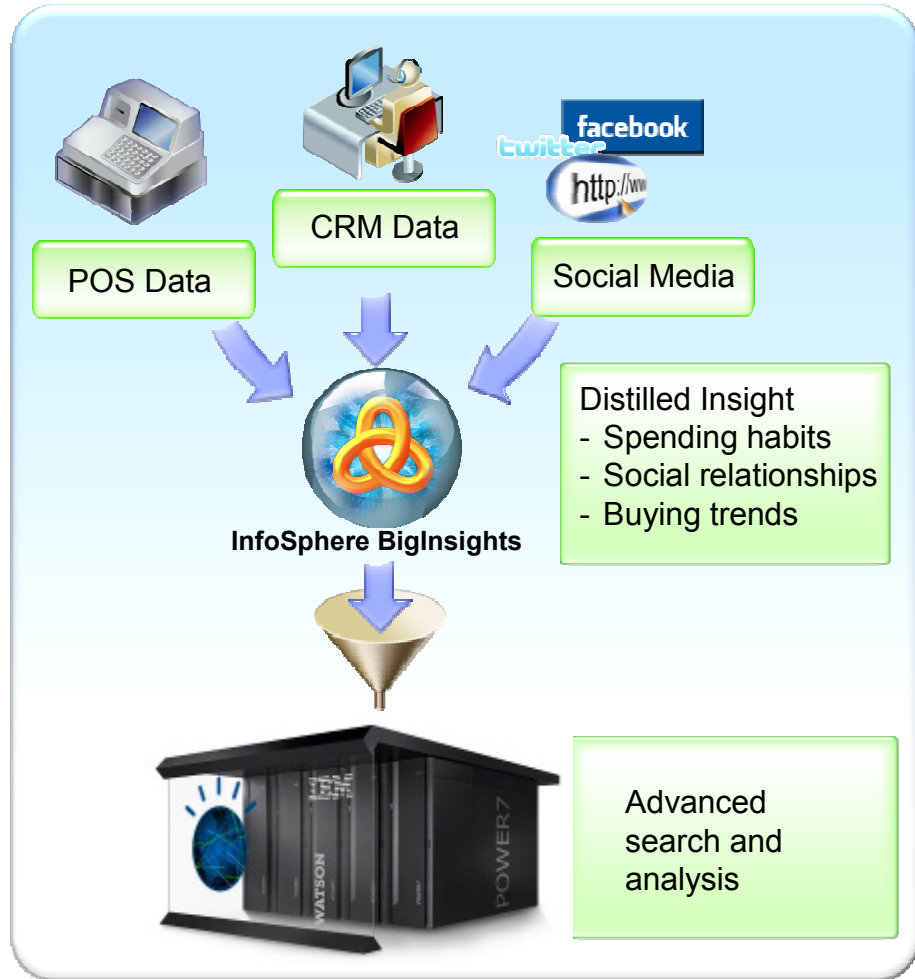 facebook
twitter
http://ww
CRM Data
POS Data
Social Media
Distilled Insight
- Spending habits
- Social relationships
- Buying trends
InfoSphere BigInsights
IBM
WATSON
POWER7
Advanced
search and
analysis